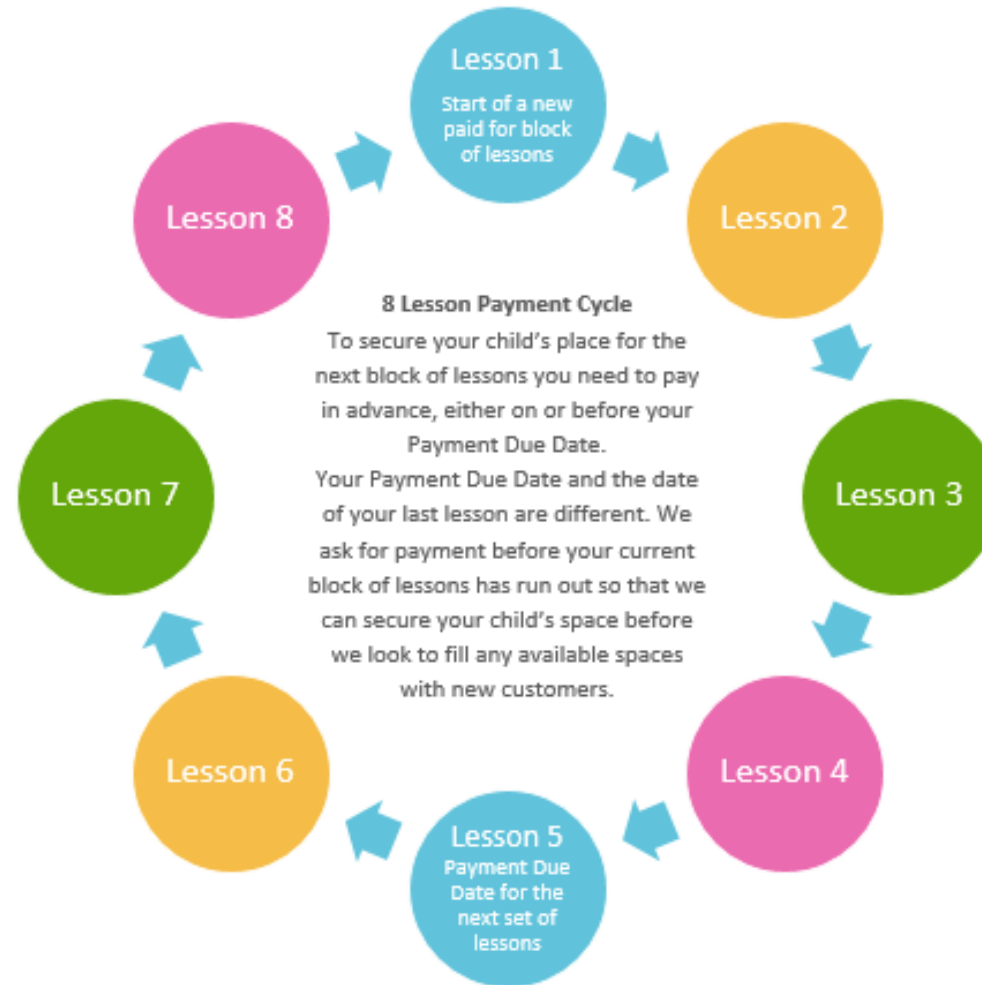 Lesson 1
Start of a new
paid for block
of lessons
Lesson 2
Lesson 3
Lesson 4
Lesson 5
Payment Due
Date for the
next set of
lessons
Lesson 6
Lesson 7
Lesson 8
8 Lesson Payment Cycle
To secure your child’s place for the
next block of lessons you need to pay
in advance, either on or before your
Payment Due Date.
Your Payment Due Date and the date
of your last lesson are different. We
ask for payment before your current
block of lessons has run out so that we
can secure your child’s space before
we look to fill any available spaces
with new customers.